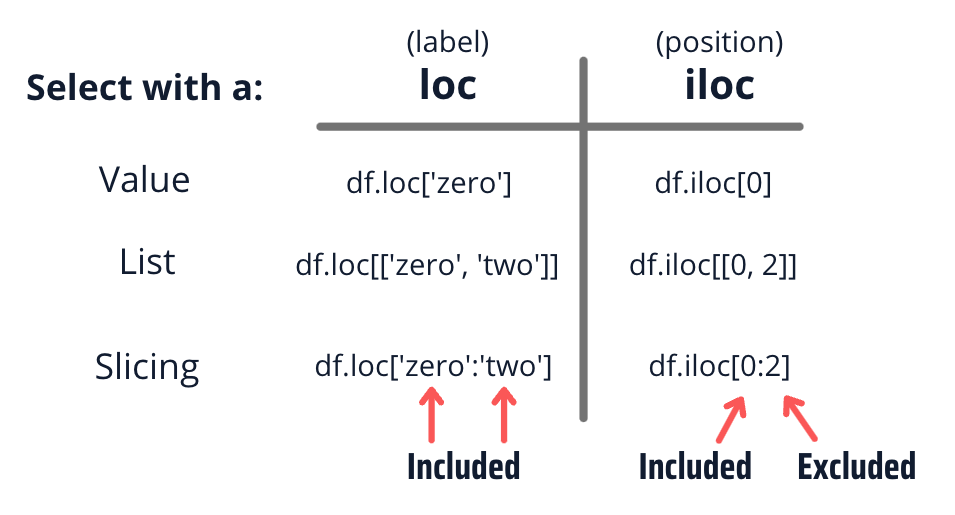 (label) (position)
Select with a: loc iloc
Value df.loc['zero'] df.iloc[0]
List df.loc[['zero', 'two']] df.iloc[[0, 2]]
Slicing df.loc['zero':'two'] df.iloc[0:2]
Included Included Excluded